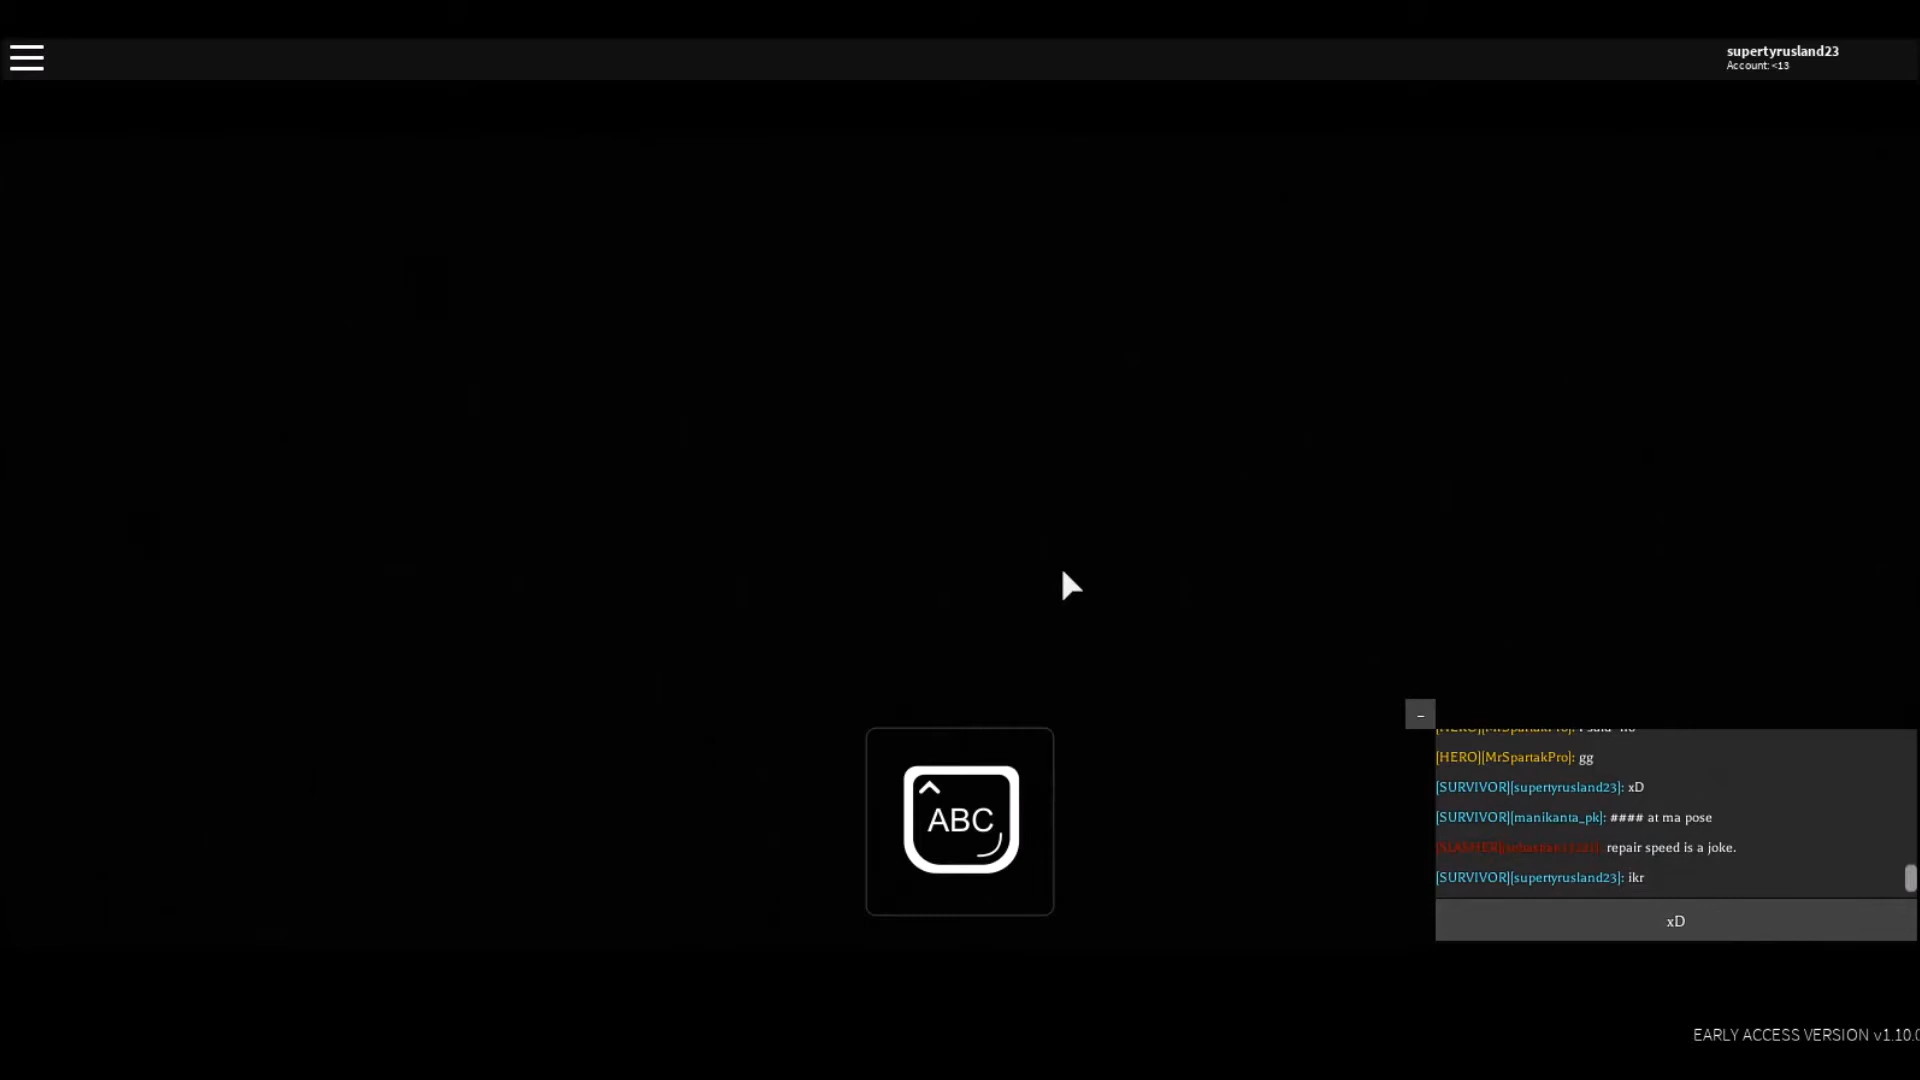 supertyrusland23
Account: <13
[HERO][MrSpartakPro]: gg
[SURVIVOR][supertyrusland23]: xD
[SURVIVOR][manikanta_pk]: #### at ma pose
repair speed is a joke.
[SURVIVOR][supertyrusland23]: ikr
xD
ABC
EARLY ACCESS VERSION v1.10.0